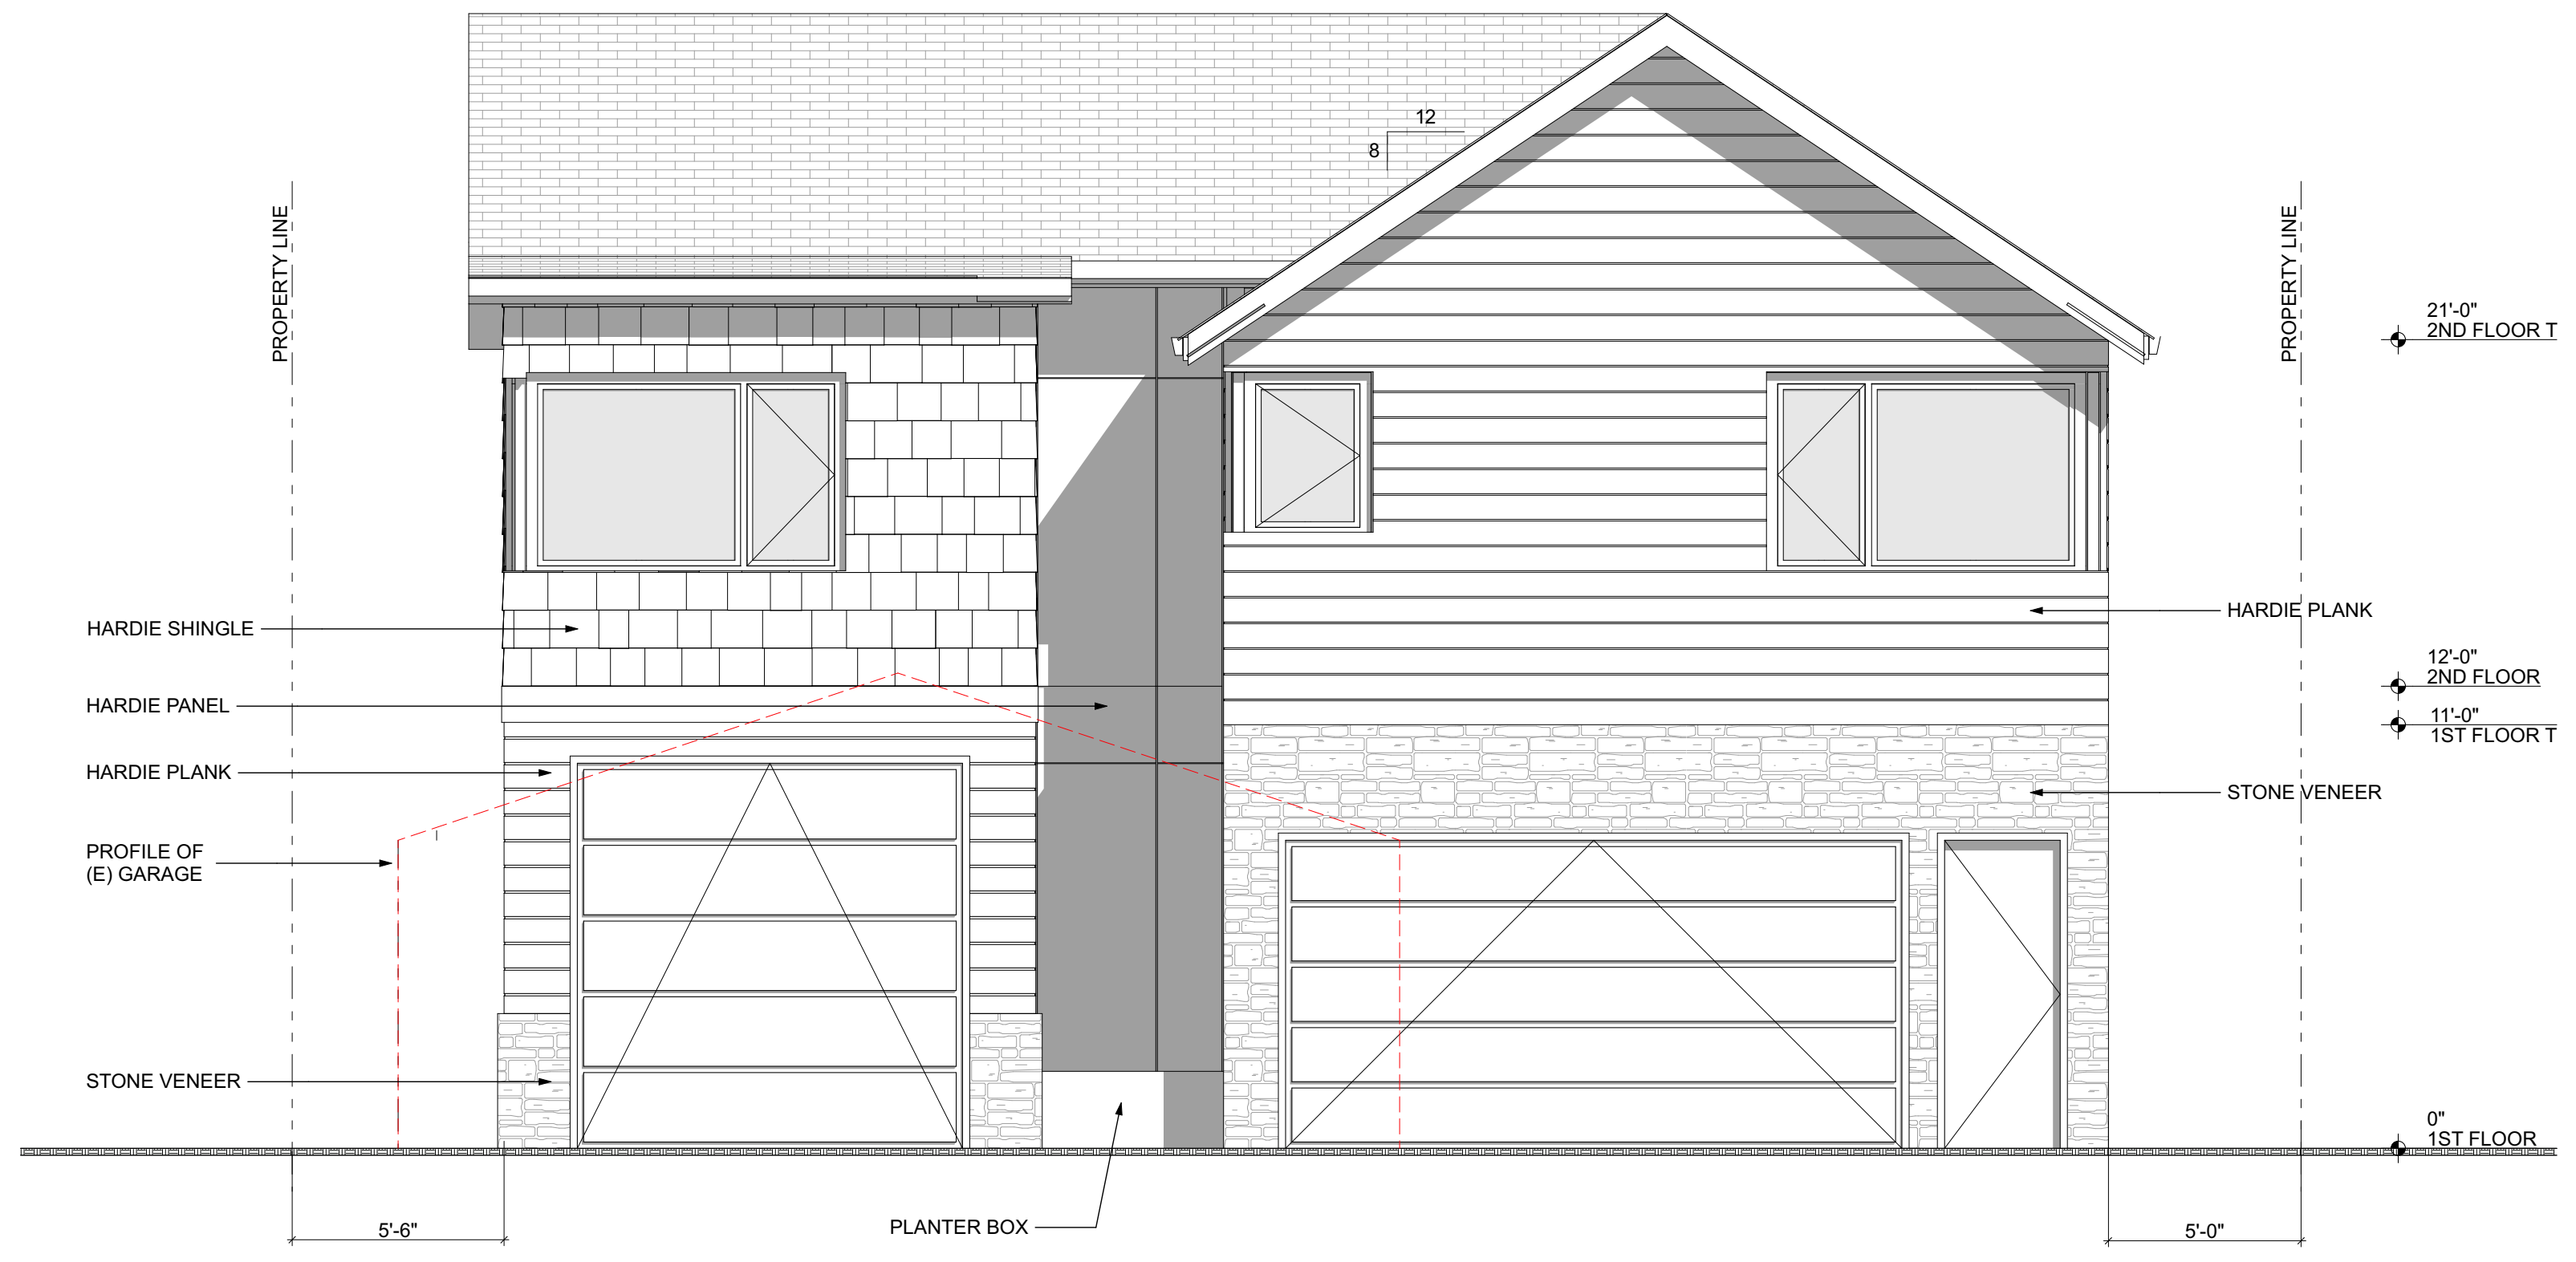 12
8
PROPERTY LINE
PROPERTY LINE
21'-0"
2ND FLOOR T
HARDIE SHINGLE
HARDIE PLANK
12'-0"
2ND FLOOR
HARDIE PANEL
11'-0"
1ST FLOOR T
HARDIE PLANK
STONE VENEER
PROFILE OF
(E) GARAGE
STONE VENEER
0"
1ST FLOOR
PLANTER BOX
5'-6"
5'-0"